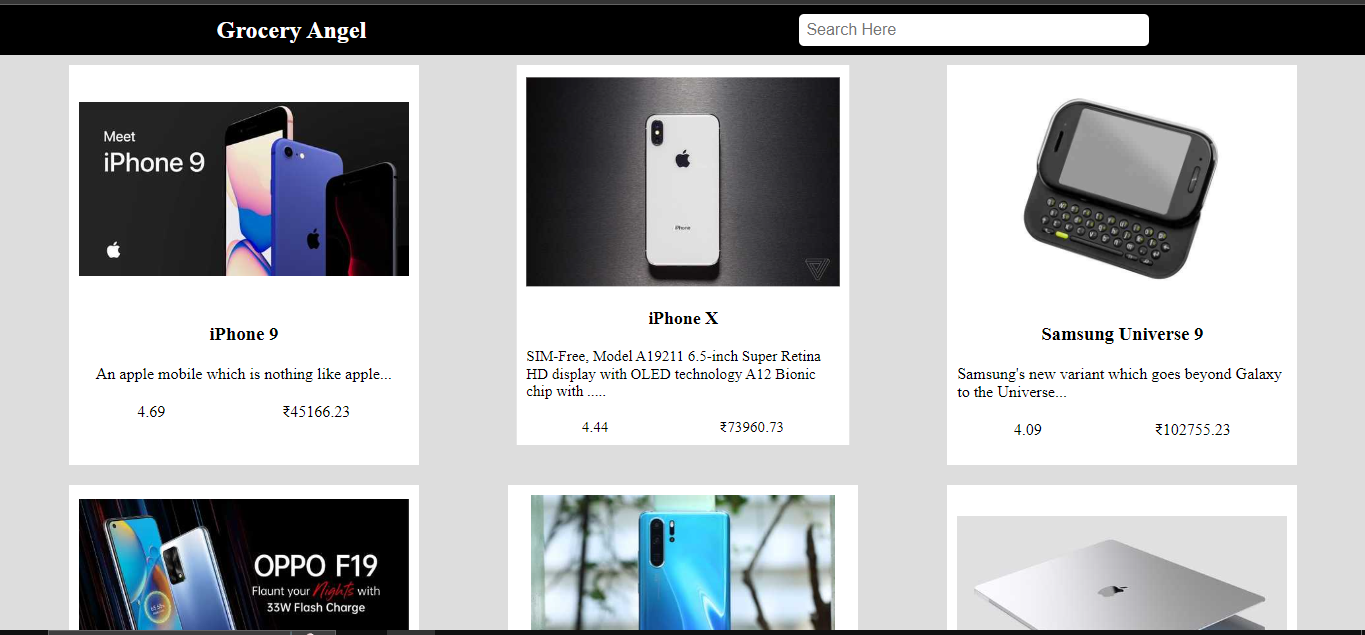 Grocery Angel
Search Here
Meet
iPhone 9
iPhone 9
An apple mobile which is nothing like apple...
4.69
₹45166.23
iPhone
iPhone X
SIM-Free, Model A19211 6.5-inch Super Retina
HD display with OLED technology A12 Bionic
chip with .....
4.44
₹73960.73
Samsung Universe 9
Samsung's new variant which goes beyond Galaxy
to the Universe...
4.09
₹102755.23
OPPO F19
Flaunt your Nights with
33W Flash Charge